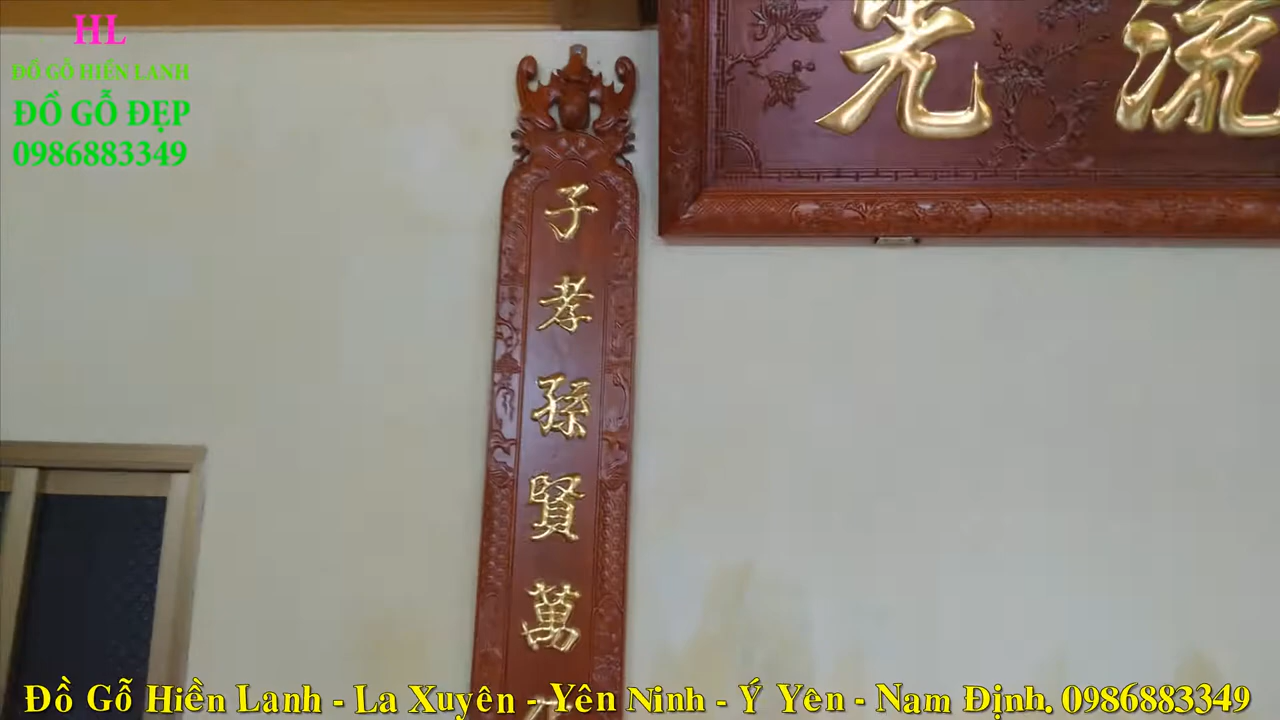 HL
ĐỒ GỖ HIỀN LANH
ĐỒ GỖ ĐẸP
0986883349
光 流
子
孝
孫
賢
萬
Đồ Gỗ Hiền Lanh - La Xuyên - Yên Ninh - Ý Yên - Nam Định. 0986883349